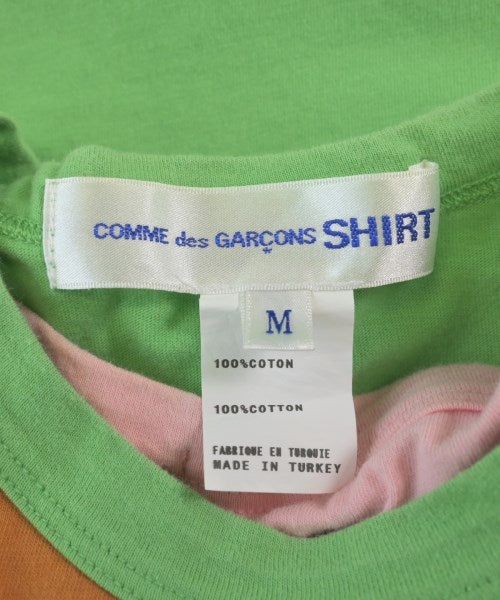 COMME des GARÇONS SHIRT
M
100%COTON
100%COTTON
FABRIQUE EN TURQUIE
MADE IN TURKEY